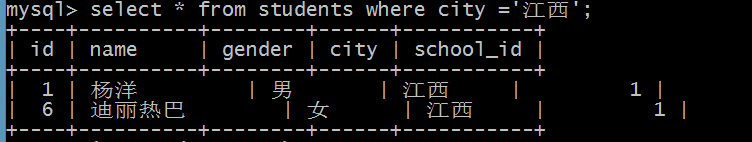 mysql> select * from students where city ='江西';
+----+----------+--------+------+-----------+
| id | name     | gender | city | school_id |
+----+----------+--------+------+-----------+
|  1 | 杨洋         | 男       | 江西     |         1 |
|  6 | 迪丽热巴        | 女      | 江西     |         1 |
+----+----------+--------+------+-----------+